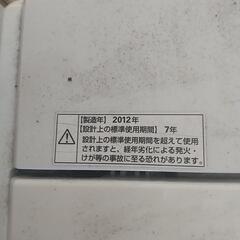 【製造年】2012年
【設計上の標準使用期間】7年
設計上の標準使用期間を超えて使用
されますと、経年劣化による発火・
けが等の事故に至る恐れがあります。